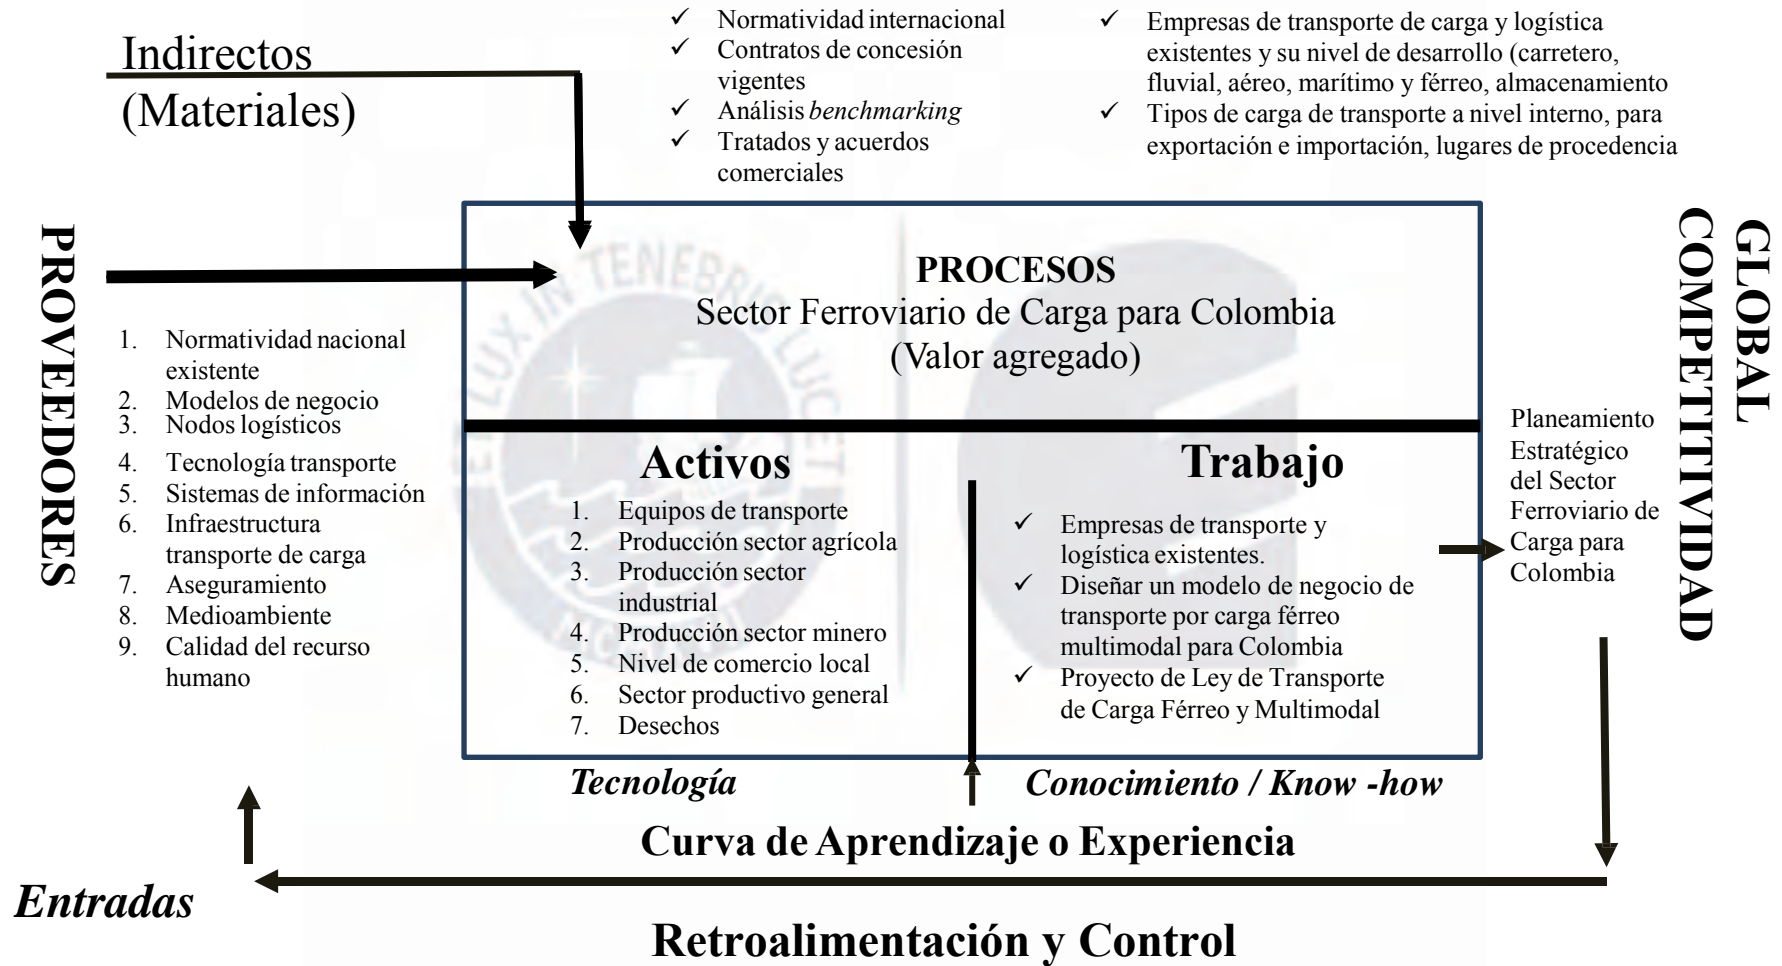 Indirectos
(Materiales)
✓ Normatividad internacional
✓ Contratos de concesión
vigentes
✓ Análisis benchmarking
✓ Tratados y acuerdos
comerciales
✓ Empresas de transporte de carga y logística
existentes y su nivel de desarrollo (carretero,
fluvial, aéreo, marítimo y férreo, almacenamiento
✓ Tipos de carga de transporte a nivel interno, para
exportación e importación, lugares de procedencia
PROVEEDORES
1. Normatividad nacional
existente
2. Modelos de negocio
3. Nodos logísticos
4. Tecnología transporte
5. Sistemas de información
6. Infraestructura
transporte de carga
7. Aseguramiento
8. Medioambiente
9. Calidad del recurso
humano
PROCESOS
Sector Ferroviario de Carga para Colombia
(Valor agregado)
Activos
1. Equipos de transporte
2. Producción sector agrícola
3. Producción sector
industrial
4. Producción sector minero
5. Nivel de comercio local
6. Sector productivo general
7. Desechos
Trabajo
✓ Empresas de transporte y
logística existentes.
✓ Diseñar un modelo de negocio de
transporte por carga férreo
multimodal para Colombia
✓ Proyecto de Ley de Transporte
de Carga Férreo y Multimodal
Planeamiento
Estratégico
del Sector
Ferroviario de
Carga para
Colombia
GLOBAL
COMPETITIVIDAD
Tecnología
Conocimiento / Know -how
Curva de Aprendizaje o Experiencia
Entradas
Retroalimentación y Control
ET LUX IN TENEBRIS LUCET